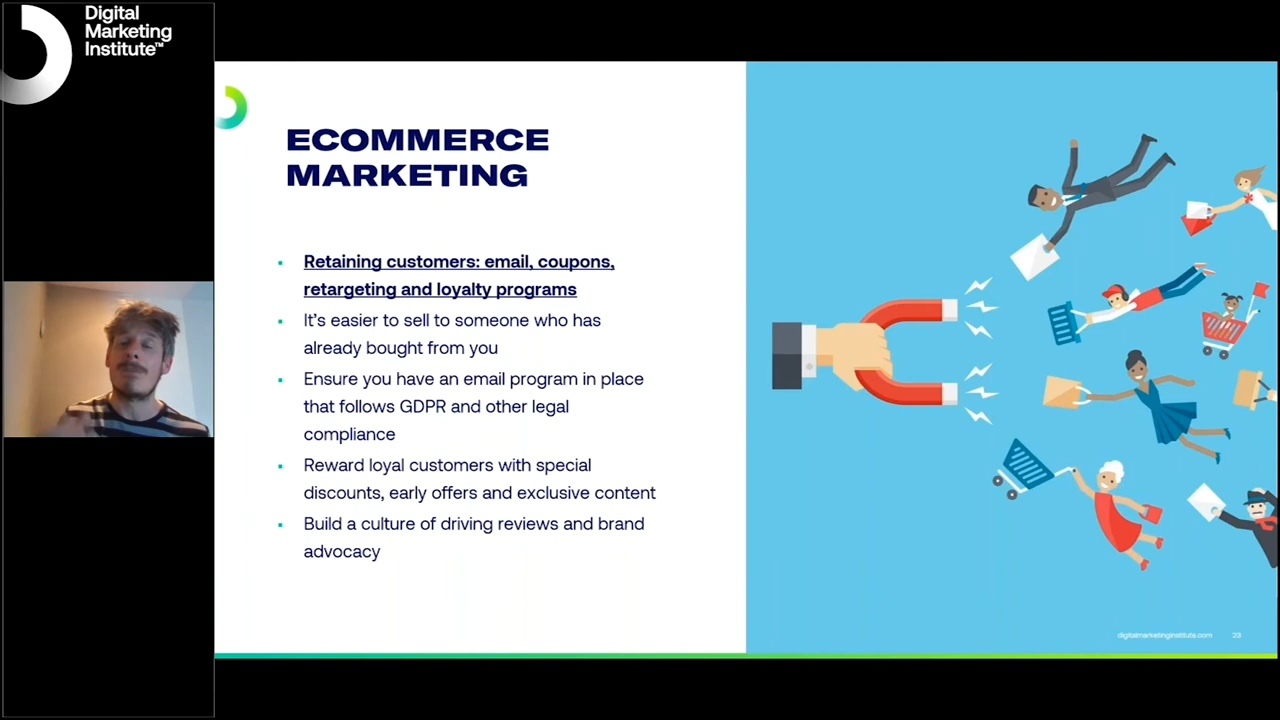 Digital
Marketing
Institute™
ECOMMERCE
MARKETING
Retaining customers: email, coupons,
retargeting and loyalty programs
It’s easier to sell to someone who has
already bought from you
Ensure you have an email program in place
that follows GDPR and other legal
compliance
Reward loyal customers with special
discounts, early offers and exclusive content
Build a culture of driving reviews and brand
advocacy
digitalmarketinginstitute.com 23